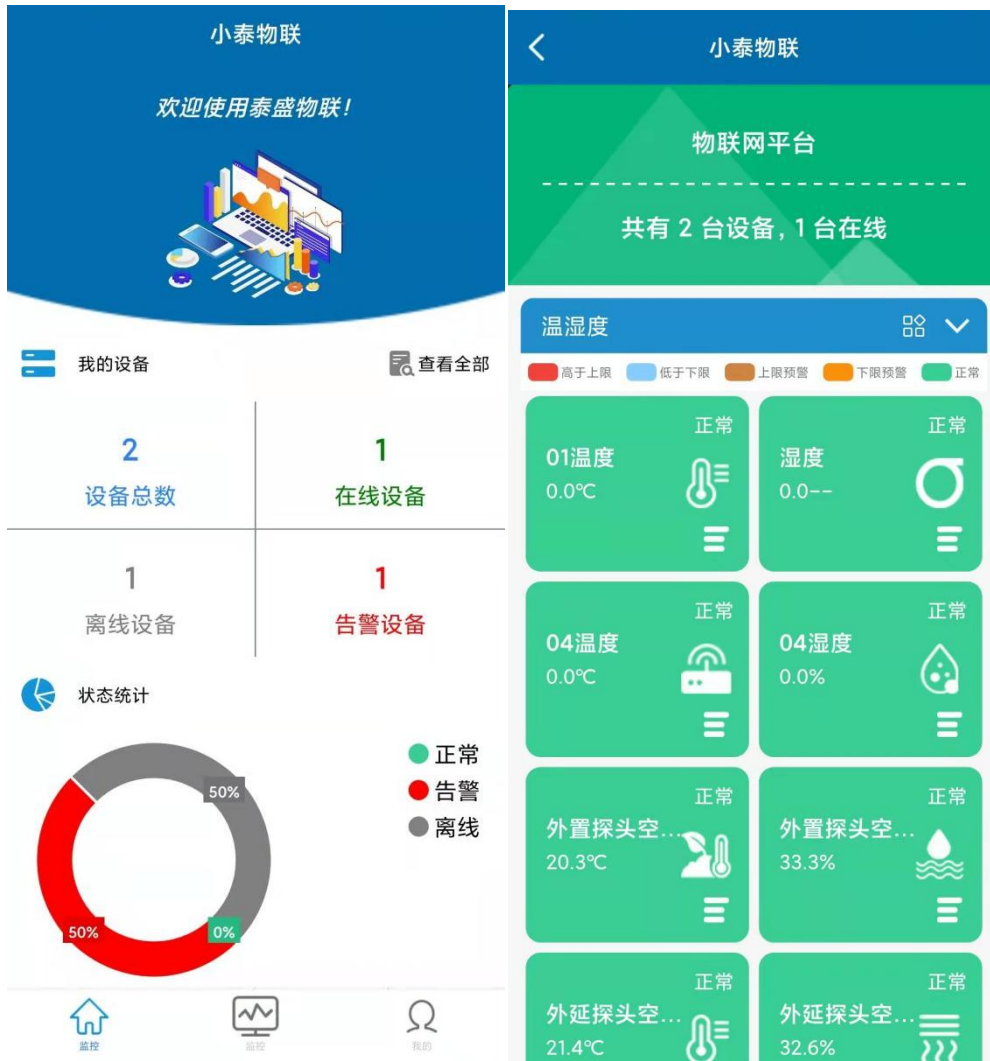 小泰物联
欢迎使用泰盛物联!
我的设备
查看全部
2
设备总数
1
在线设备
1
离线设备
1
告警设备
状态统计
50%
50%
0%
正常
告警
离线
监控
监控
我的
小泰物联
物联网平台
共有 2 台设备, 1 台在线
温湿度
高于上限 低于下限 上限预警 下限预警 正常
正常
01温度
0.0℃
正常
湿度
0.0--
正常
04温度
0.0℃
正常
04湿度
0.0%
正常
外置探头空...
20.3℃
正常
外置探头空...
33.3%
正常
外延探头空...
21.4℃
正常
外延探头空...
32.6%